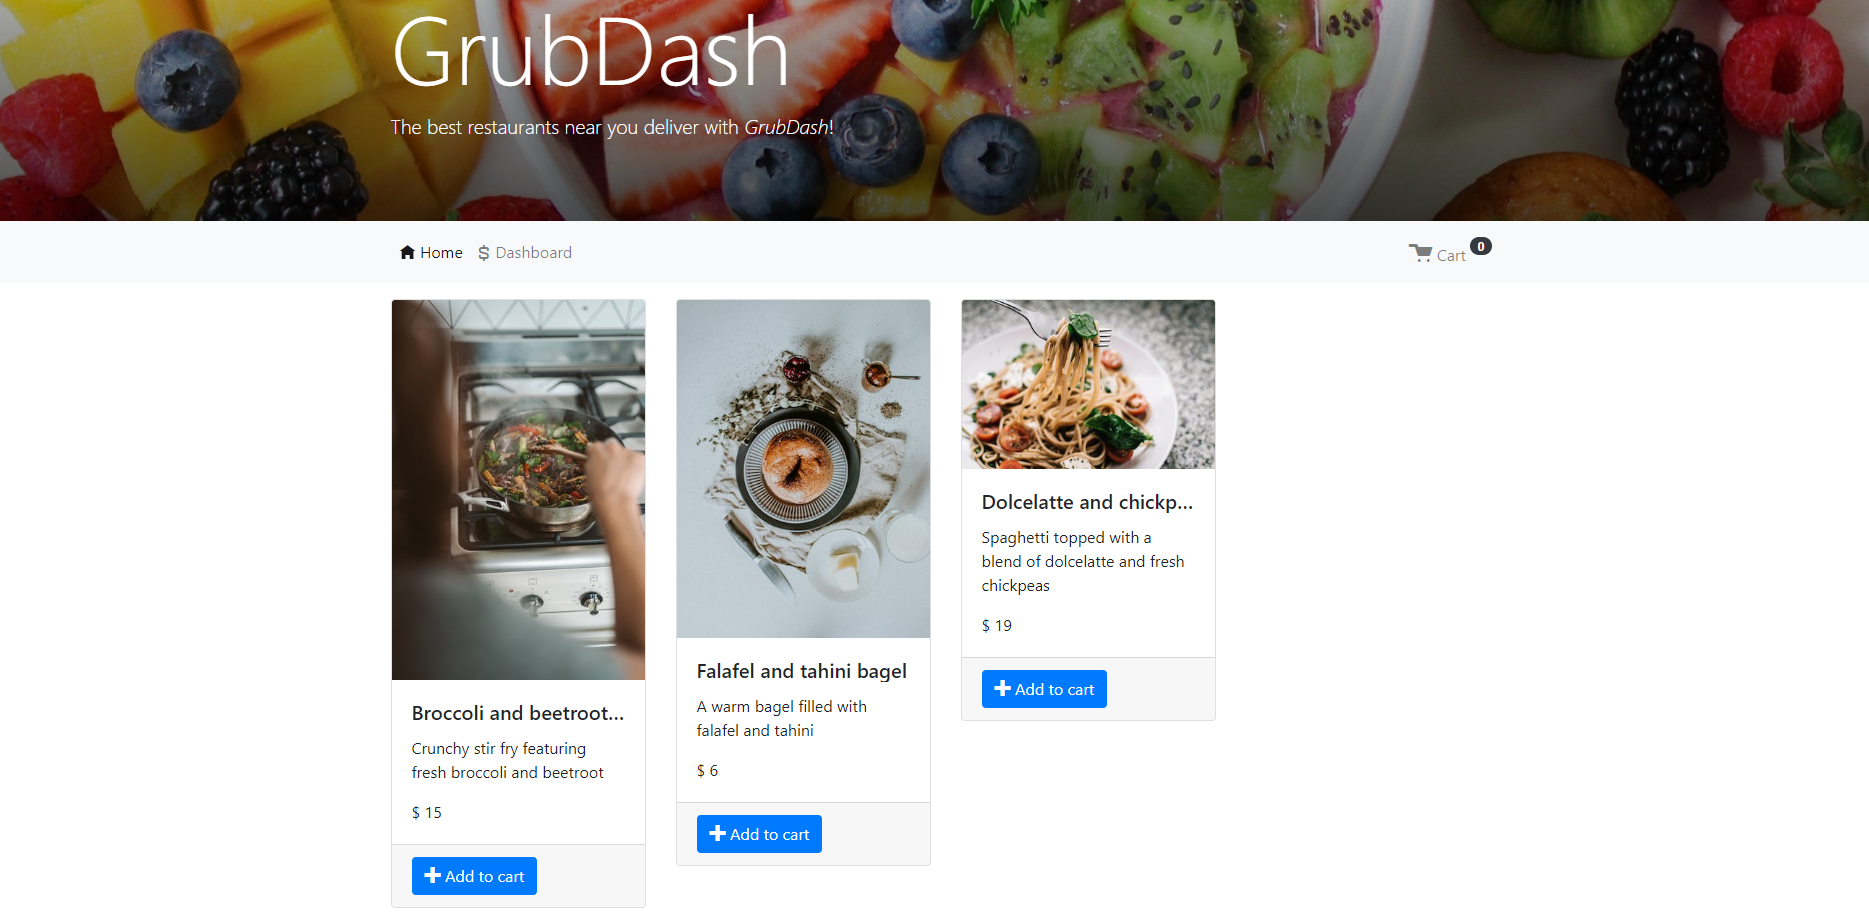 GrubDash
The best restaurants near you deliver with GrubDash!
Home
Dashboard
Cart
0
Broccoli and beetroot...
Crunchy stir fry featuring
fresh broccoli and beetroot
$ 15
Add to cart
Falafel and tahini bagel
A warm bagel filled with
falafel and tahini
$ 6
Add to cart
Dolcelatte and chickp...
Spaghetti topped with a
blend of dolcelatte and fresh
chickpeas
$ 19
Add to cart